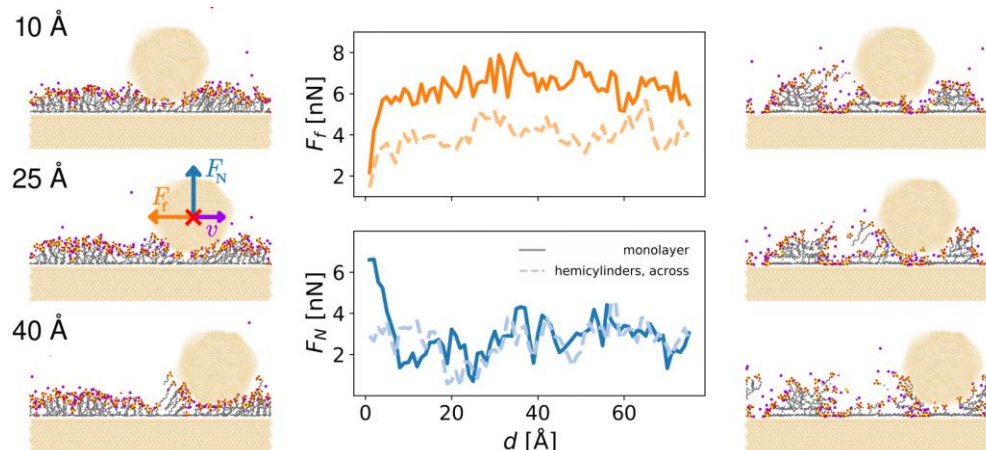 10 Å
25 Å
F_N
F_f
v
40 Å
F_f [nN]
8
6
4
2
F_N [nN]
6
4
2
monolayer
hemicylinders, across
0
20
40
60
d [Å]